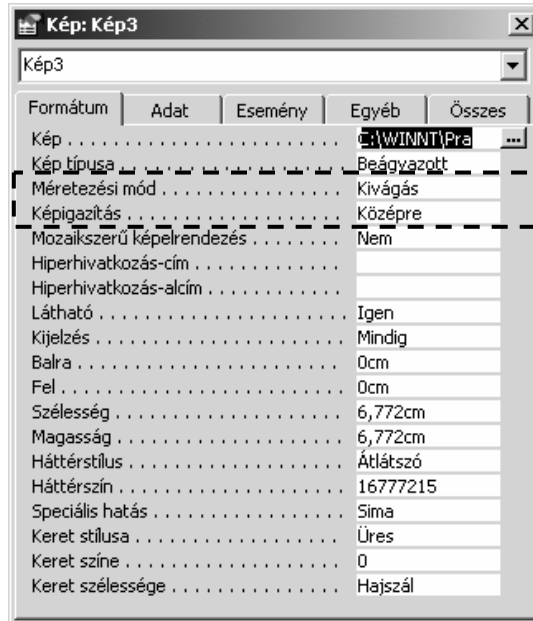 Kép: Kép3
Kép3
Formátum Adat Esemény Egyéb Összes
Kép . . . . . . . . . . . . . . . . . . . . . . . . C:\WINNT\Pra ...
Kép típusa . . . . . . . . . . . . . . . . . . . Beágyazott
Méretezési mód . . . . . . . . . . . . . . . Kivágás
Képigazítás . . . . . . . . . . . . . . . . . . Középre
Mozaikszerű képelrendezés . . . . . . . Nem
Hiperhivatkozás-cím . . . . . . . . . . . .
Hiperhivatkozás-alcím . . . . . . . . . . .
Látható . . . . . . . . . . . . . . . . . . . . . Igen
Kijelzés . . . . . . . . . . . . . . . . . . . . . Mindig
Balra . . . . . . . . . . . . . . . . . . . . . . . 0cm
Fel . . . . . . . . . . . . . . . . . . . . . . . . 0cm
Szélesség . . . . . . . . . . . . . . . . . . . 6,772cm
Magasság . . . . . . . . . . . . . . . . . . . 6,772cm
Háttérstílus . . . . . . . . . . . . . . . . . . Átlátszó
Háttérszín . . . . . . . . . . . . . . . . . . . 16777215
Speciális hatás . . . . . . . . . . . . . . . . Sima
Keret stílusa . . . . . . . . . . . . . . . . . Üres
Keret színe . . . . . . . . . . . . . . . . . . 0
Keret szélessége . . . . . . . . . . . . . . Hajszál